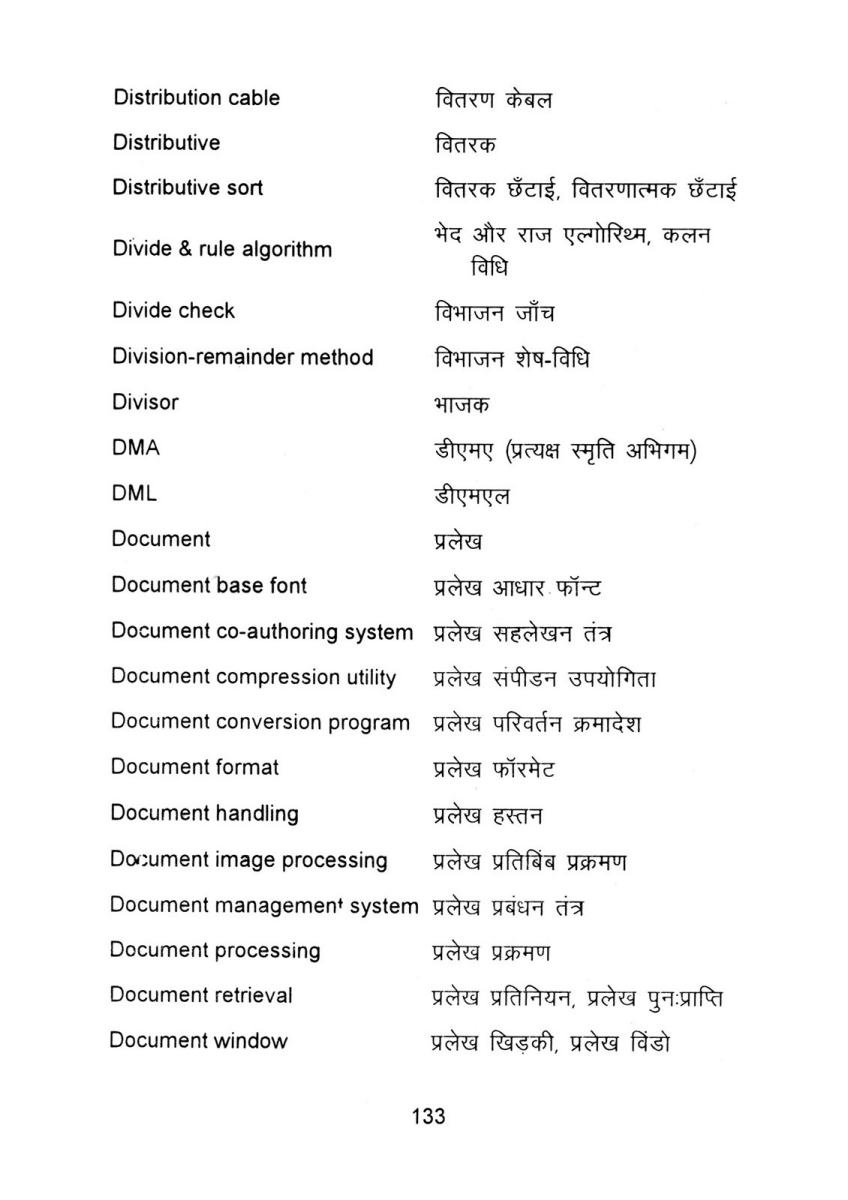 Distribution cable वितरण केबल
Distributive वितरक
Distributive sort वितरक छँटाई, वितरणात्मक छँटाई
Divide & rule algorithm भेद और राज एल्गोरिथ्म, कलन
विधि
Divide check विभाजन जाँच
Division-remainder method विभाजन शेष-विधि
Divisor भाजक
DMA डीएमए (प्रत्यक्ष स्मृति अभिगम)
DML डीएमएल
Document प्रलेख
Document base font प्रलेख आधार फॉन्ट
Document co-authoring system प्रलेख सहलेखन तंत्र
Document compression utility प्रलेख संपीडन उपयोगिता
Document conversion program प्रलेख परिवर्तन क्रमादेश
Document format प्रलेख फॉरमेट
Document handling प्रलेख हस्तन
Document image processing प्रलेख प्रतिबिंब प्रक्रमण
Document management system प्रलेख प्रबंधन तंत्र
Document processing प्रलेख प्रक्रमण
Document retrieval प्रलेख प्रतिनियन, प्रलेख पुनःप्राप्ति
Document window प्रलेख खिड़की, प्रलेख विंडो
133